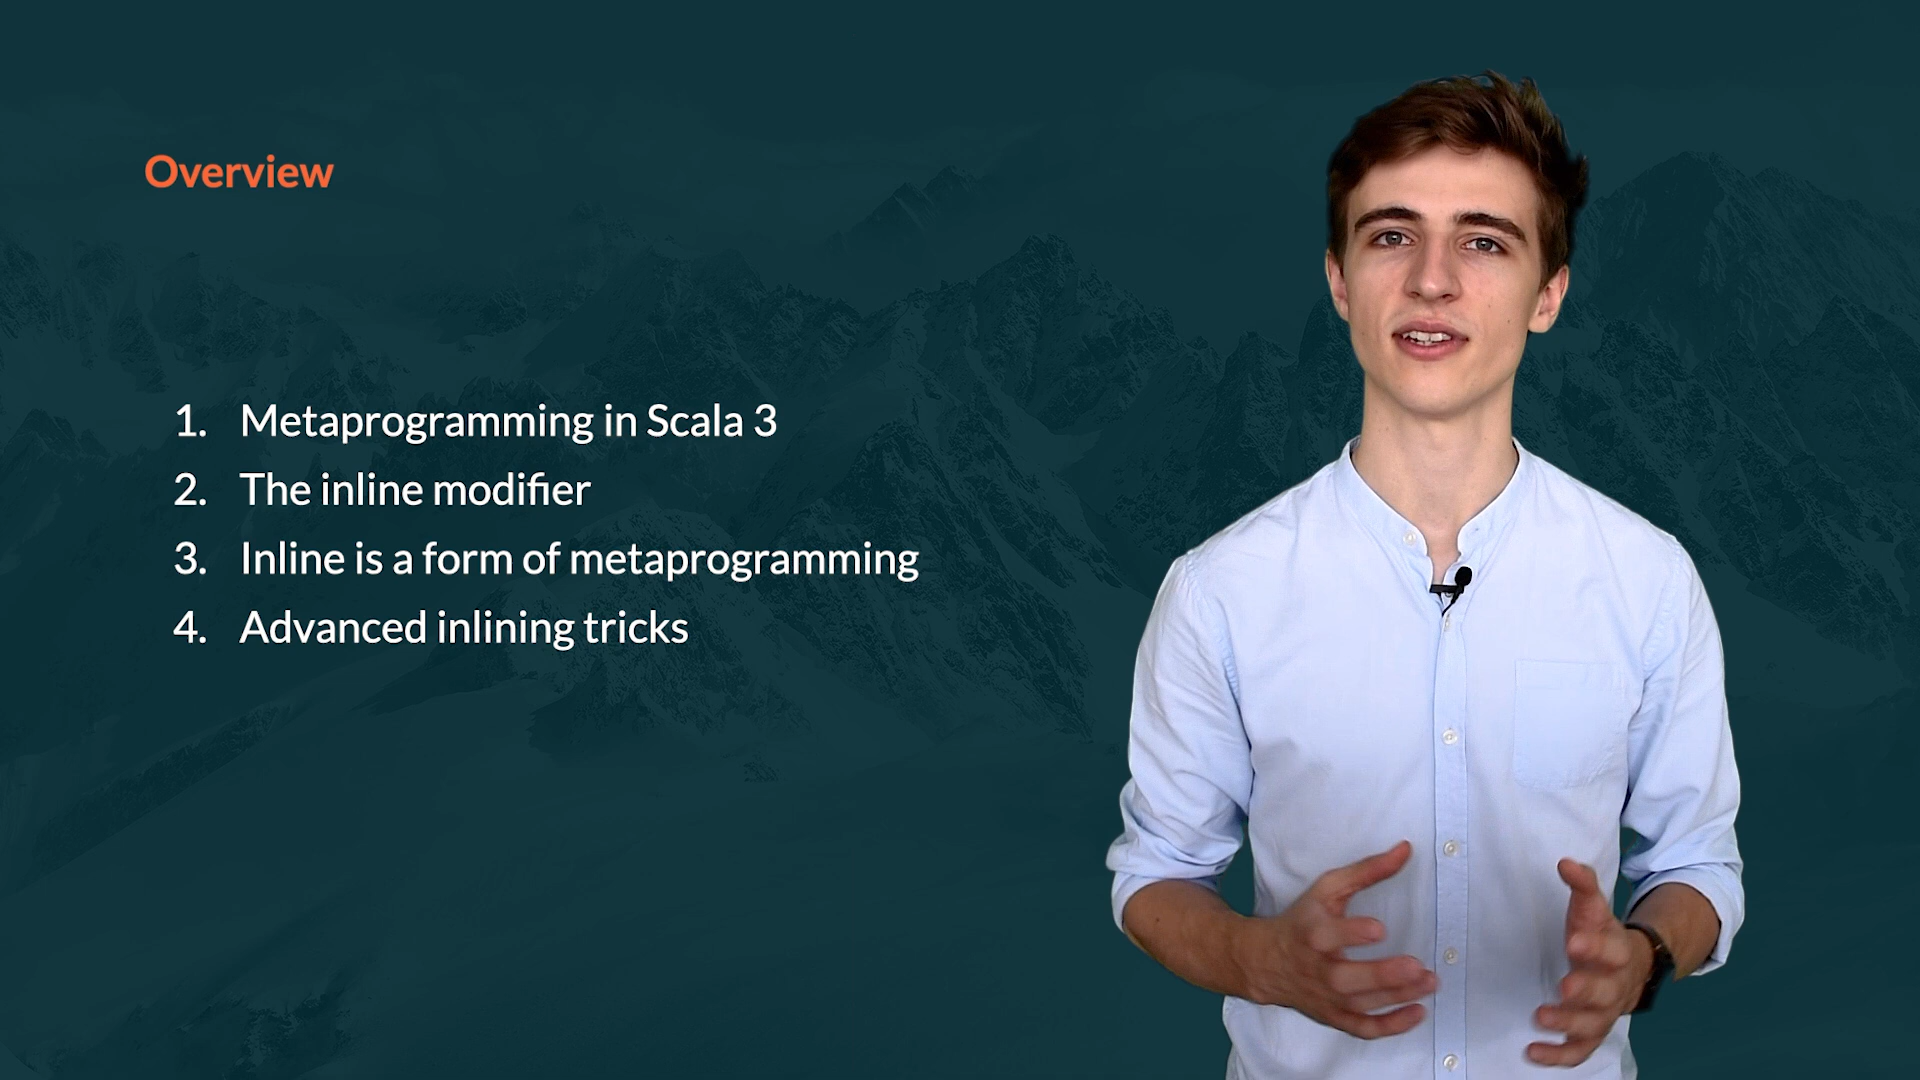 Overview
1. Metaprogramming in Scala 3
2. The inline modifier
3. Inline is a form of metaprogramming
4. Advanced inlining tricks